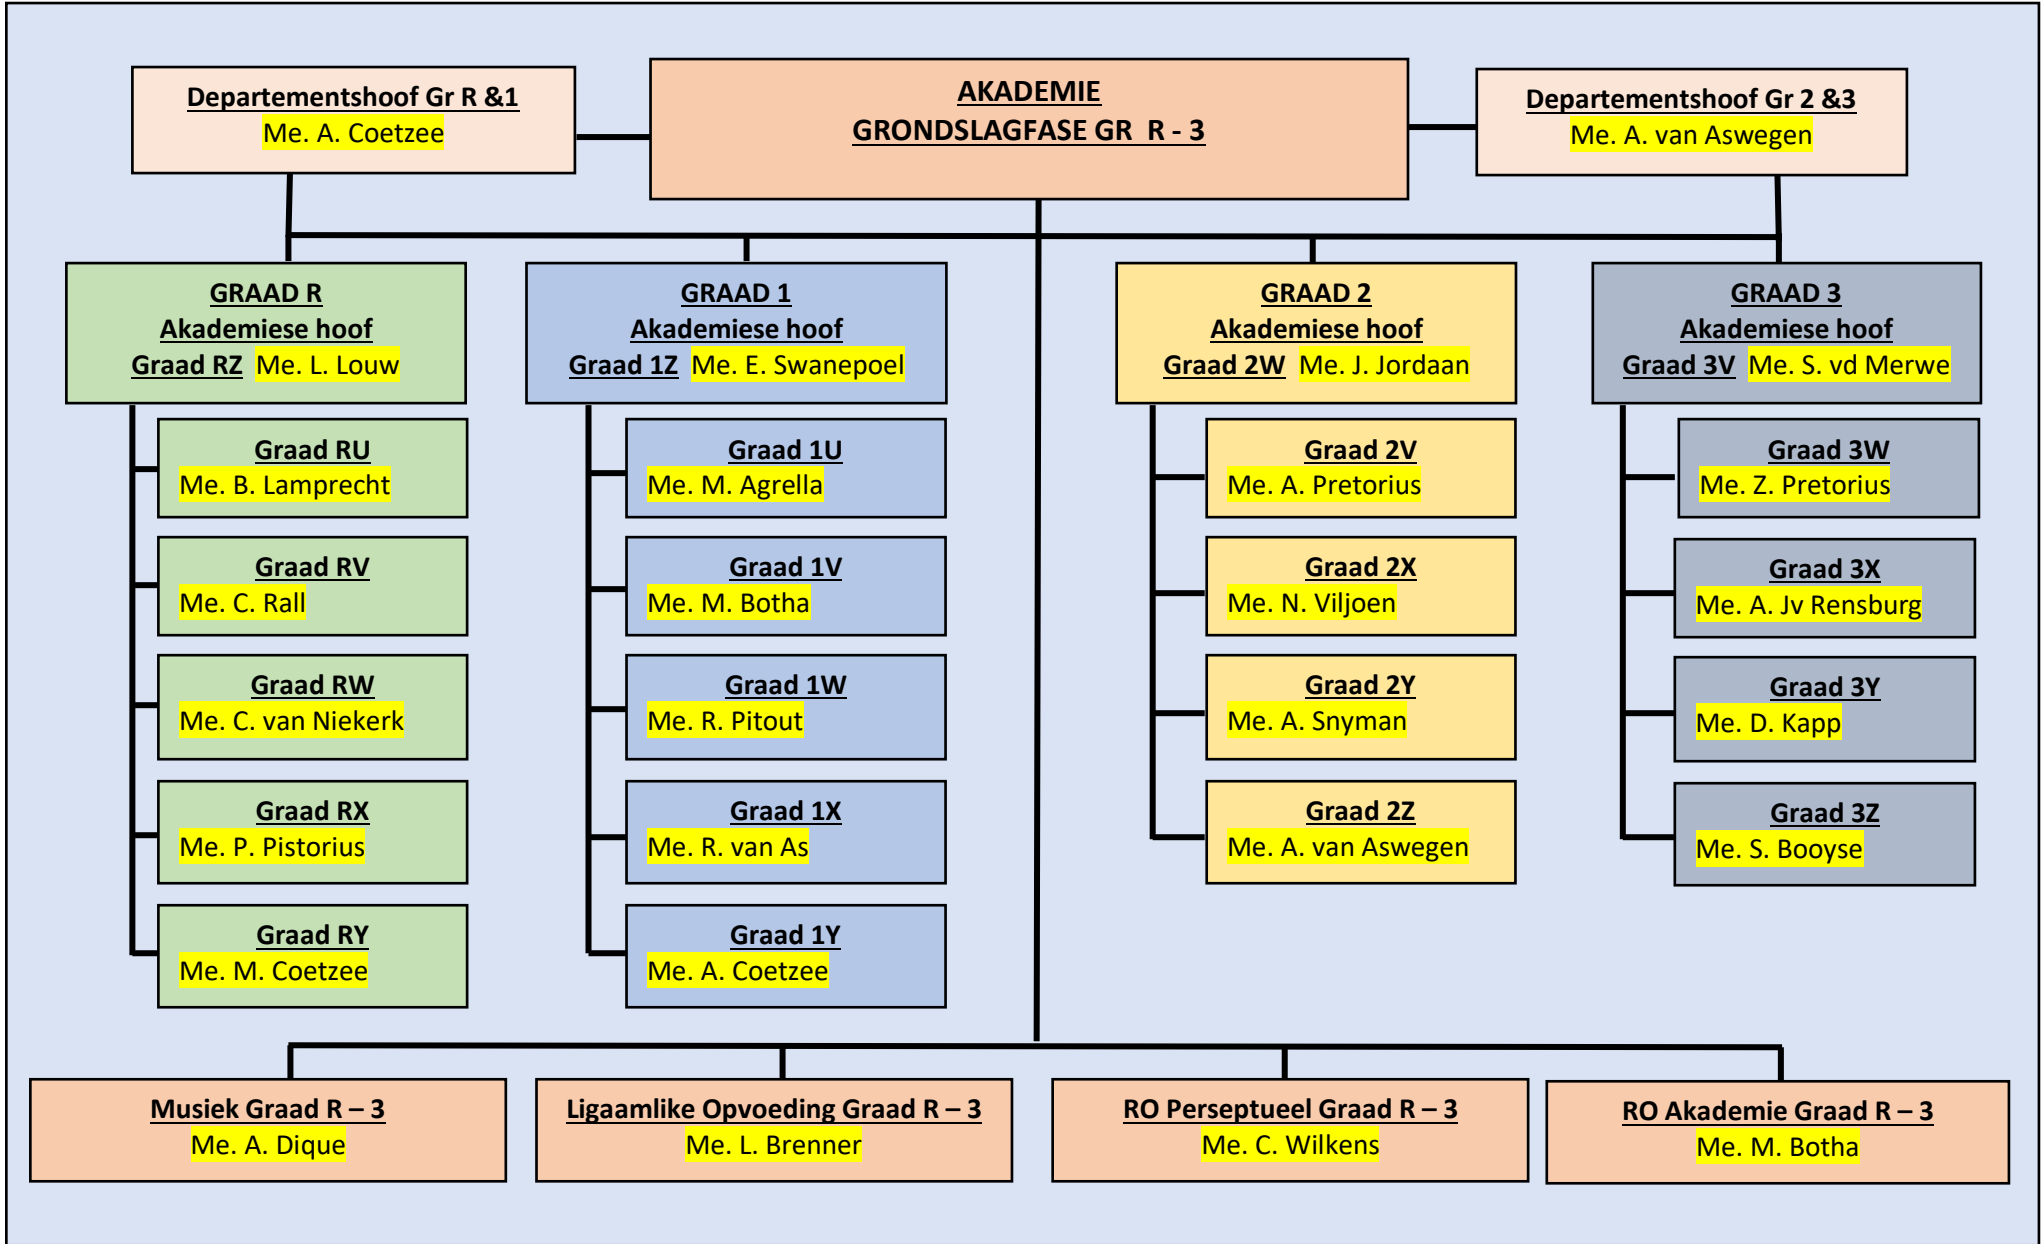 Departementshoof Gr R &1
Me. A. Coetzee
AKADEMIE
GRONDSLAGFASE GR R - 3
Departementshoof Gr 2 &3
Me. A. van Aswegen
GRAAD R
Akademiese hoof
Graad RZ Me. L. Louw
Graad RU
Me. B. Lamprecht
Graad RV
Me. C. Rall
Graad RW
Me. C. van Niekerk
Graad RX
Me. P. Pistorius
Graad RY
Me. M. Coetzee
GRAAD 1
Akademiese hoof
Graad 1Z Me. E. Swanepoel
Graad 1U
Me. M. Agrella
Graad 1V
Me. M. Botha
Graad 1W
Me. R. Pitout
Graad 1X
Me. R. van As
Graad 1Y
Me. A. Coetzee
GRAAD 2
Akademiese hoof
Graad 2W Me. J. Jordaan
Graad 2V
Me. A. Pretorius
Graad 2X
Me. N. Viljoen
Graad 2Y
Me. A. Snyman
Graad 2Z
Me. A. van Aswegen
GRAAD 3
Akademiese hoof
Graad 3V Me. S. vd Merwe
Graad 3W
Me. Z. Pretorius
Graad 3X
Me. A. Jv Rensburg
Graad 3Y
Me. D. Kapp
Graad 3Z
Me. S. Booyse
Musiek Graad R – 3
Me. A. Dique
Ligaamlike Opvoeding Graad R – 3
Me. L. Brenner
RO Perseptueel Graad R – 3
Me. C. Wilkens
RO Akademie Graad R – 3
Me. M. Botha